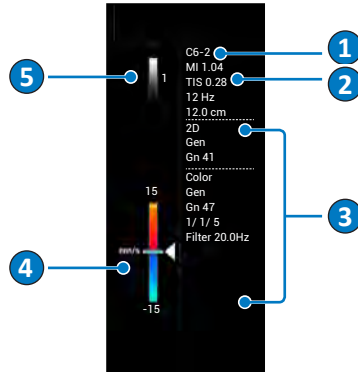 C6-2
MI 1.04
TIS 0.28
12 Hz
12.0 cm
2D
Gen
Gn 41
Color
Gen
Gn 47
1/ 1/ 5
Filter 20.0Hz
1
2
3
5
1
15
-15
4